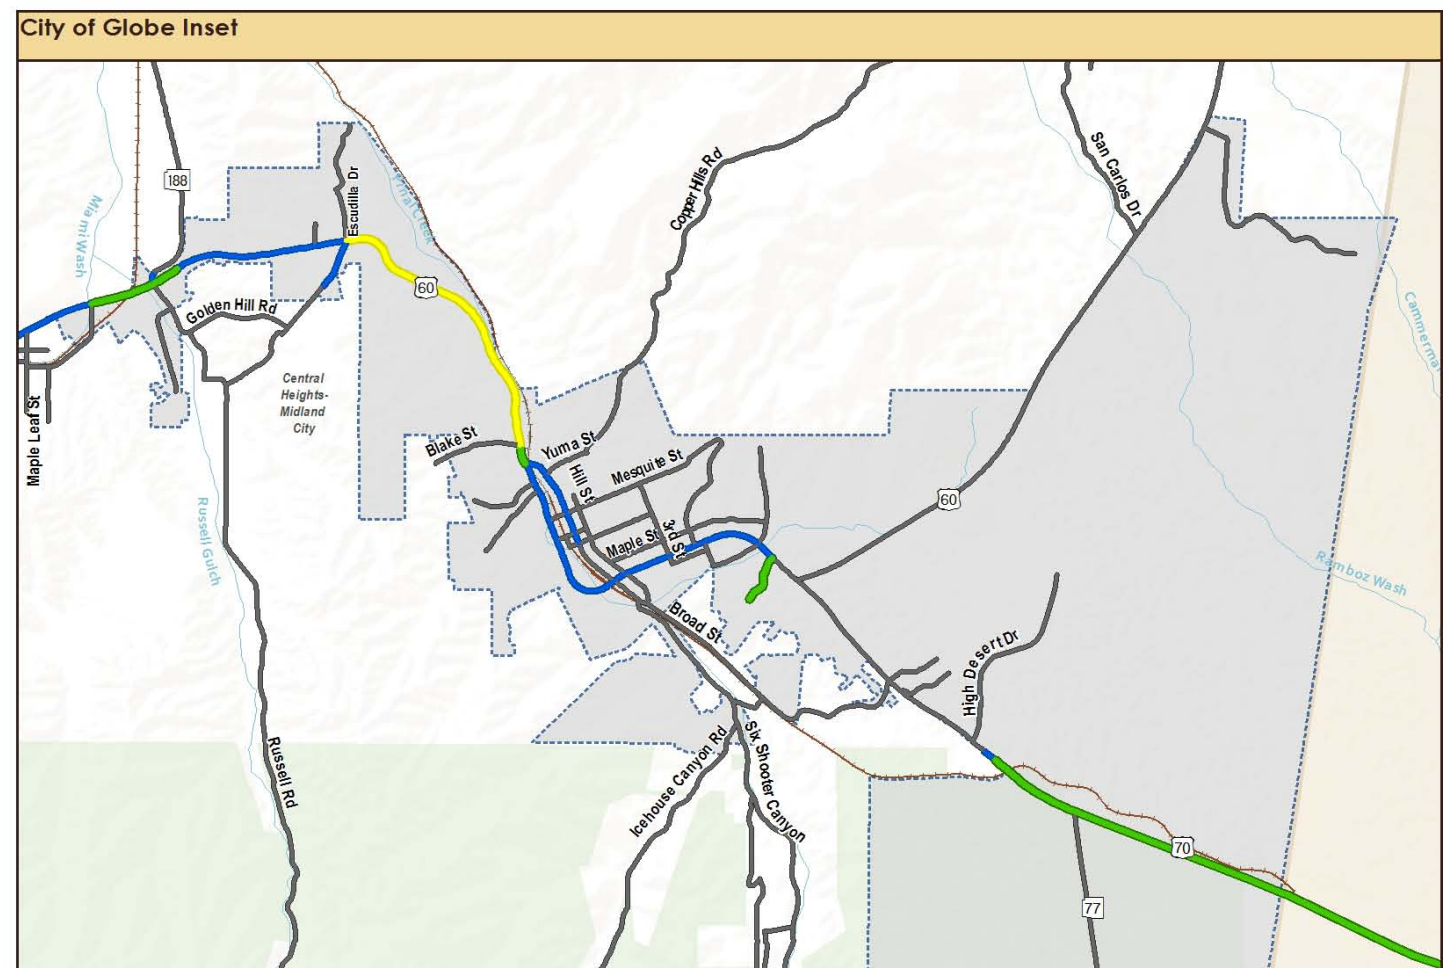 City of Globe Inset
188
Miami Wash
Escudilla Dr
Pinal Creek
Copper Hills Rd
San Carlos Dr
60
Golden Hill Rd
Cammerma
Central
Heights-
Midland
City
Maple Leaf St
Blake St
Yuma St
Hill St
Mesquite St
60
Russell Gulch
Maple St
3rd St
Ramboz Wash
Broad St
High Desert Dr
Russell Rd
Icehouse Canyon Rd
Six Shooter Canyon
70
77